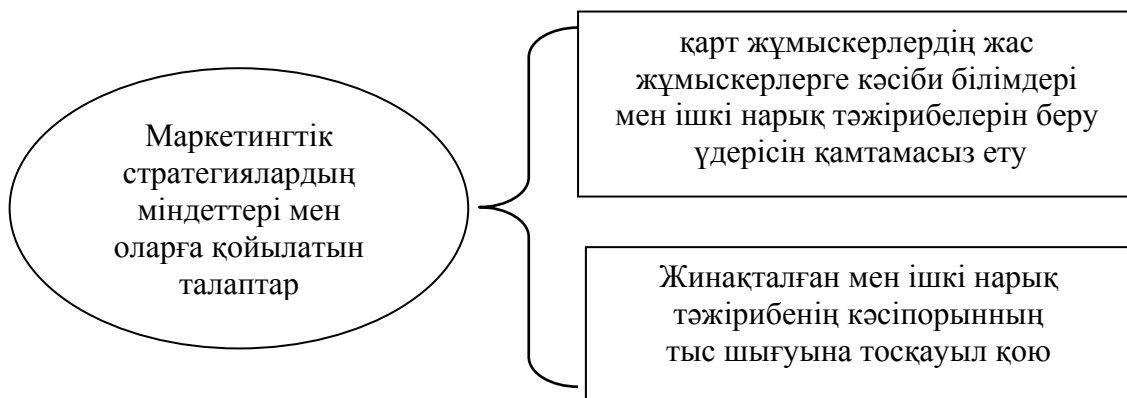 Маркетингтік
стратегиялардың
міндеттері мен
оларға қойылатын
талаптар
қарт жұмыскерлердің жас
жұмыскерлерге кәсіби білімдері
мен ішкі нарық тәжірибелерін беру
үдерісін қамтамасыз ету
Жинақталған мен ішкі нарық
тәжірибенің кәсіпорынның
тыс шығуына тосқауыл қою